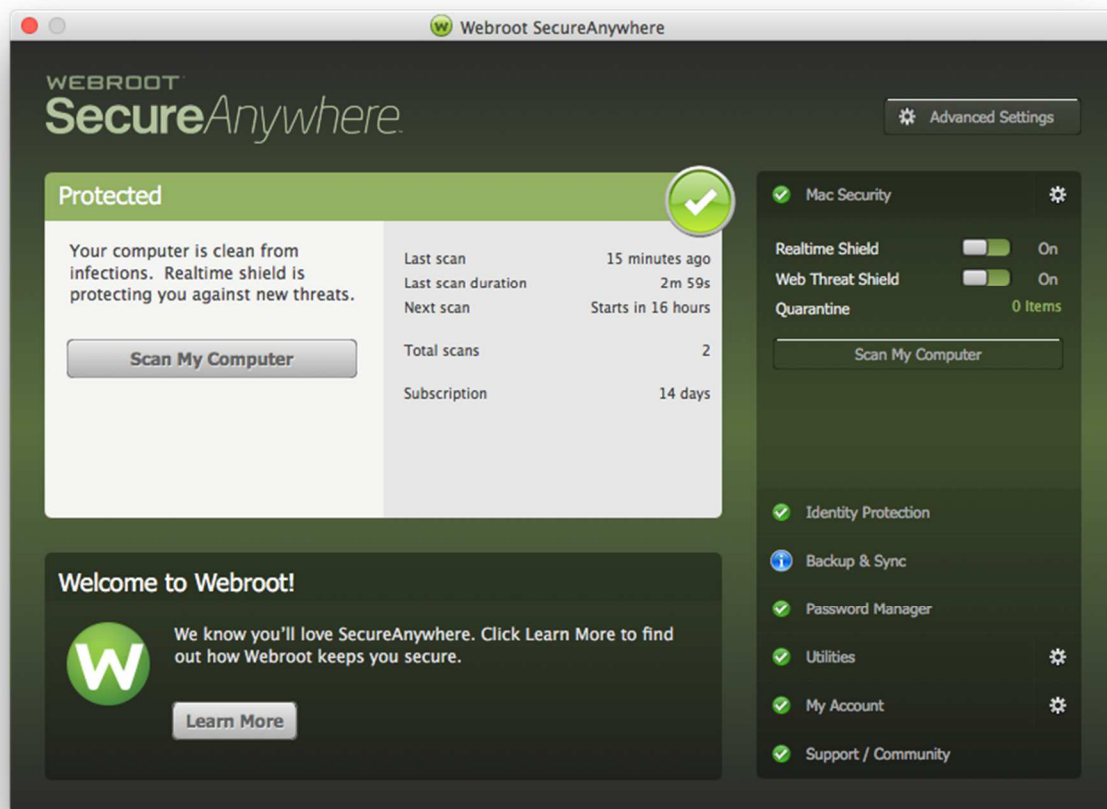 Webroot SecureAnywhere
WEBROOT
SecureAnywhere
Advanced Settings
Protected
Your computer is clean from
infections. Realtime shield is
protecting you against new threats.
Scan My Computer
Last scan 15 minutes ago
Last scan duration 2m 59s
Next scan Starts in 16 hours
Total scans 2
Subscription 14 days
Mac Security
Realtime Shield On
Web Threat Shield On
Quarantine 0 Items
Scan My Computer
Identity Protection
Backup & Sync
Password Manager
Utilities
My Account
Support / Community
Welcome to Webroot!
W
We know you'll love SecureAnywhere. Click Learn More to find
out how Webroot keeps you secure.
Learn More